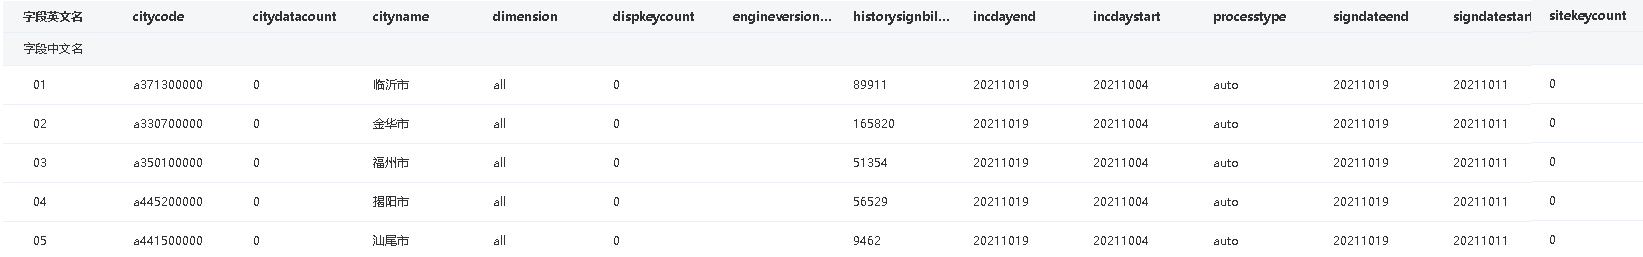 字段英文名 citycode citydatacount cityname dimension dispkeycount engineversion... historysignbil... incdayend incdaystart processtype signdateend signdatestart sitekeycount
字段中文名
01 a371300000 0 临沂市 all 0 89911 20211019 20211004 auto 20211019 20211011 0
02 a330700000 0 金华市 all 0 165820 20211019 20211004 auto 20211019 20211011 0
03 a350100000 0 福州市 all 0 51354 20211019 20211004 auto 20211019 20211011 0
04 a445200000 0 揭阳市 all 0 56529 20211019 20211004 auto 20211019 20211011 0
05 a441500000 0 汕尾市 all 0 9462 20211019 20211004 auto 20211019 20211011 0